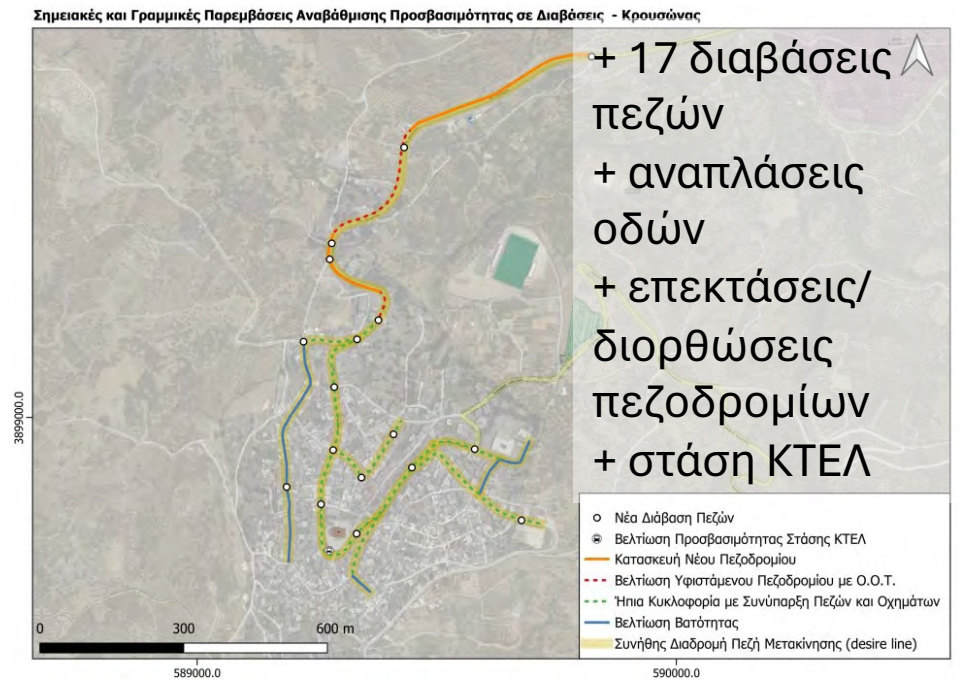 Σημειακές και Γραμμικές Παρεμβάσεις Αναβάθμισης Προσβασιμότητας σε Διαβάσεις - Κρουσώνας
+ 17 διαβάσεις
πεζών
+ αναπλάσεις
οδών
+ επεκτάσεις/
διορθώσεις
πεζοδρομίων
+ στάση ΚΤΕΛ
3899000.0
Νέα Διάβαση Πεζών
Βελτίωση Προσβασιμότητας Στάσης ΚΤΕΛ
Κατασκευή Νέου Πεζοδρομίου
Βελτίωση Υφιστάμενου Πεζοδρομίου με Ο.Ο.Τ.
Ήπια Κυκλοφορία με Συνύπαρξη Πεζών και Οχημάτων
Βελτίωση Βατότητας
Συνήθης Διαδρομή Πεζή Μετακίνησης (desire line)
0 300 600 m
589000.0 590000.0